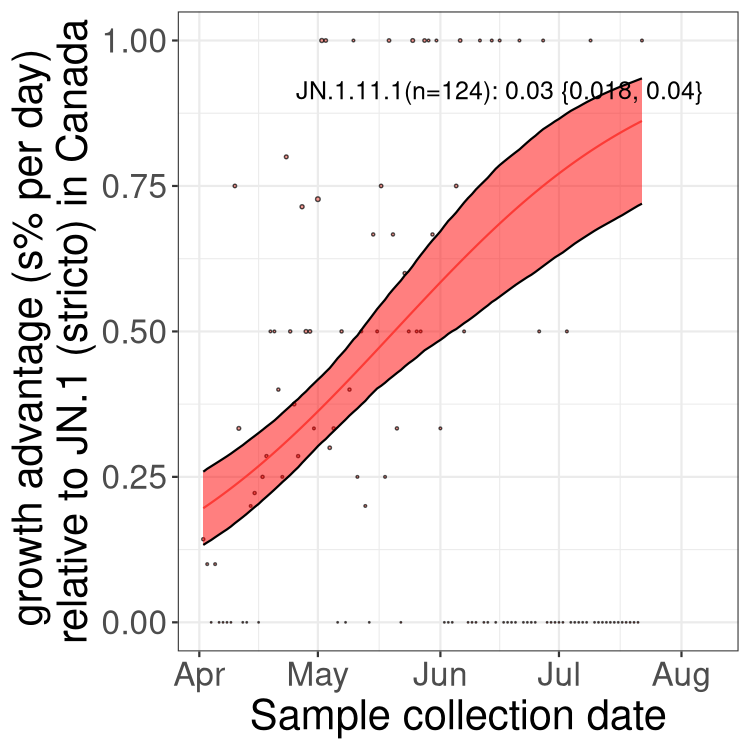 growth advantage (s% per day)
relative to JN.1 (stricto) in Canada
1.00
0.75
0.50
0.25
0.00
JN.1.11.1(n=124): 0.03 {0.018, 0.04}
Apr May Jun Jul Aug
Sample collection date